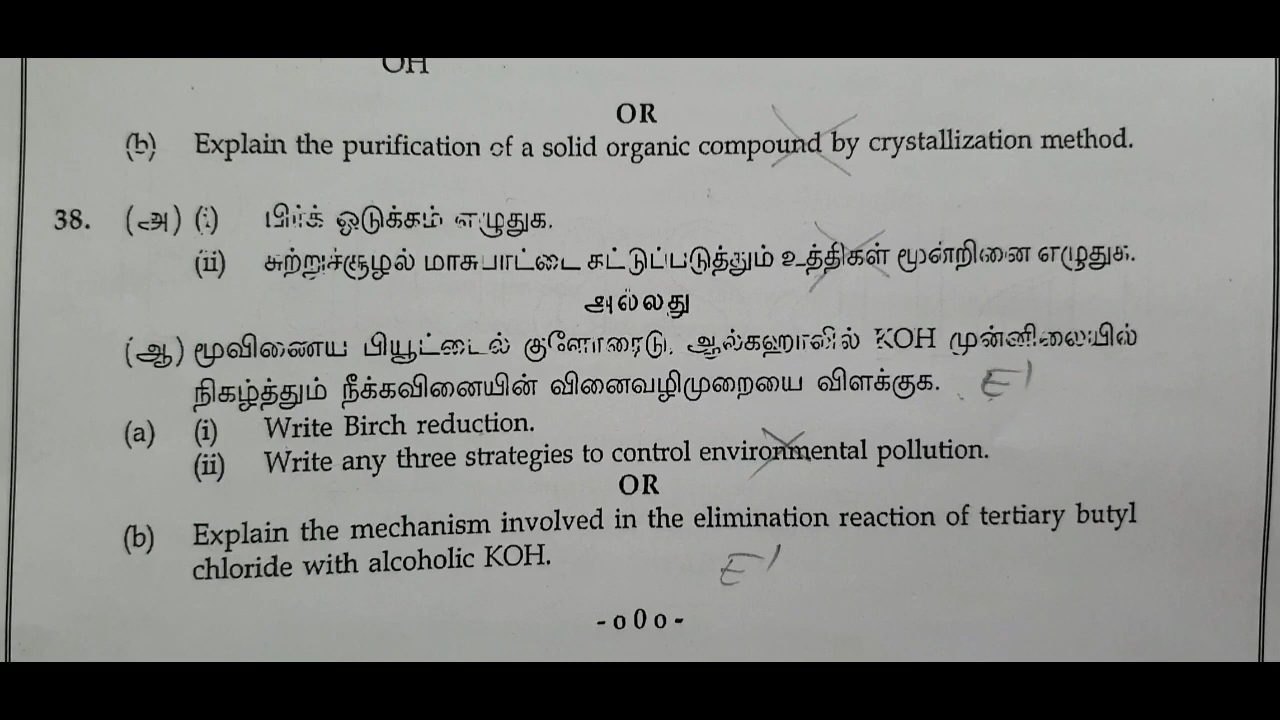 OH
OR
(b) Explain the purification of a solid organic compound by crystallization method.
38. (அ) (i) பிர்ச் ஒடுக்கம் எழுதுக.
(ii) சுற்றுச்சூழல் மாசுபாட்டை கட்டுப்படுத்தும் உத்திகள் மூன்றினை எழுதுக.
அல்லது
(ஆ) மூவிணைய பியூட்டைல் குளோரைடு, ஆல்கஹாலில் KOH முன்னிலையில்
நிகழ்த்தும் நீக்கவினையின் வினைவழிமுறையை விளக்குக. E1
(a) (i) Write Birch reduction.
(ii) Write any three strategies to control environmental pollution.
OR
(b) Explain the mechanism involved in the elimination reaction of tertiary butyl
chloride with alcoholic KOH. E1
- o 0 o -